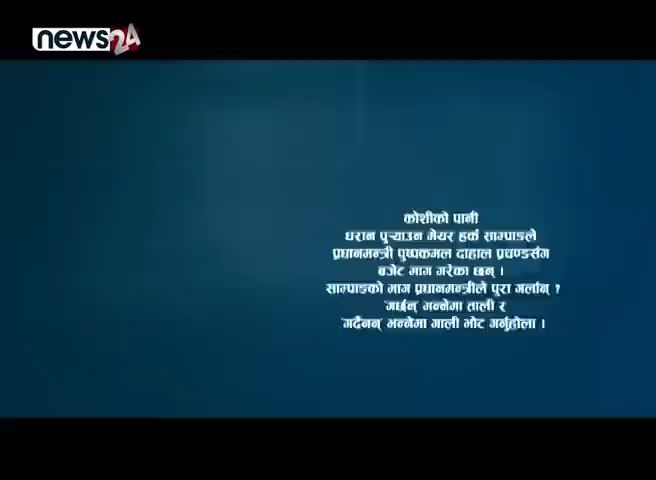 news24
कोशीको पानी
धरान पुर्‍याउन मेयर हर्क साम्पाङले
प्रधानमन्त्री पुष्पकमल दाहाल प्रचण्डसँग
बजेट माग गरेका छन् ।
साम्पाङको माग प्रधानमन्त्रीले पूरा गर्लान् ?
गर्छन् भन्नेमा ताली र
गर्दैनन् भन्नेमा गाली भोट गर्नुहोला ।